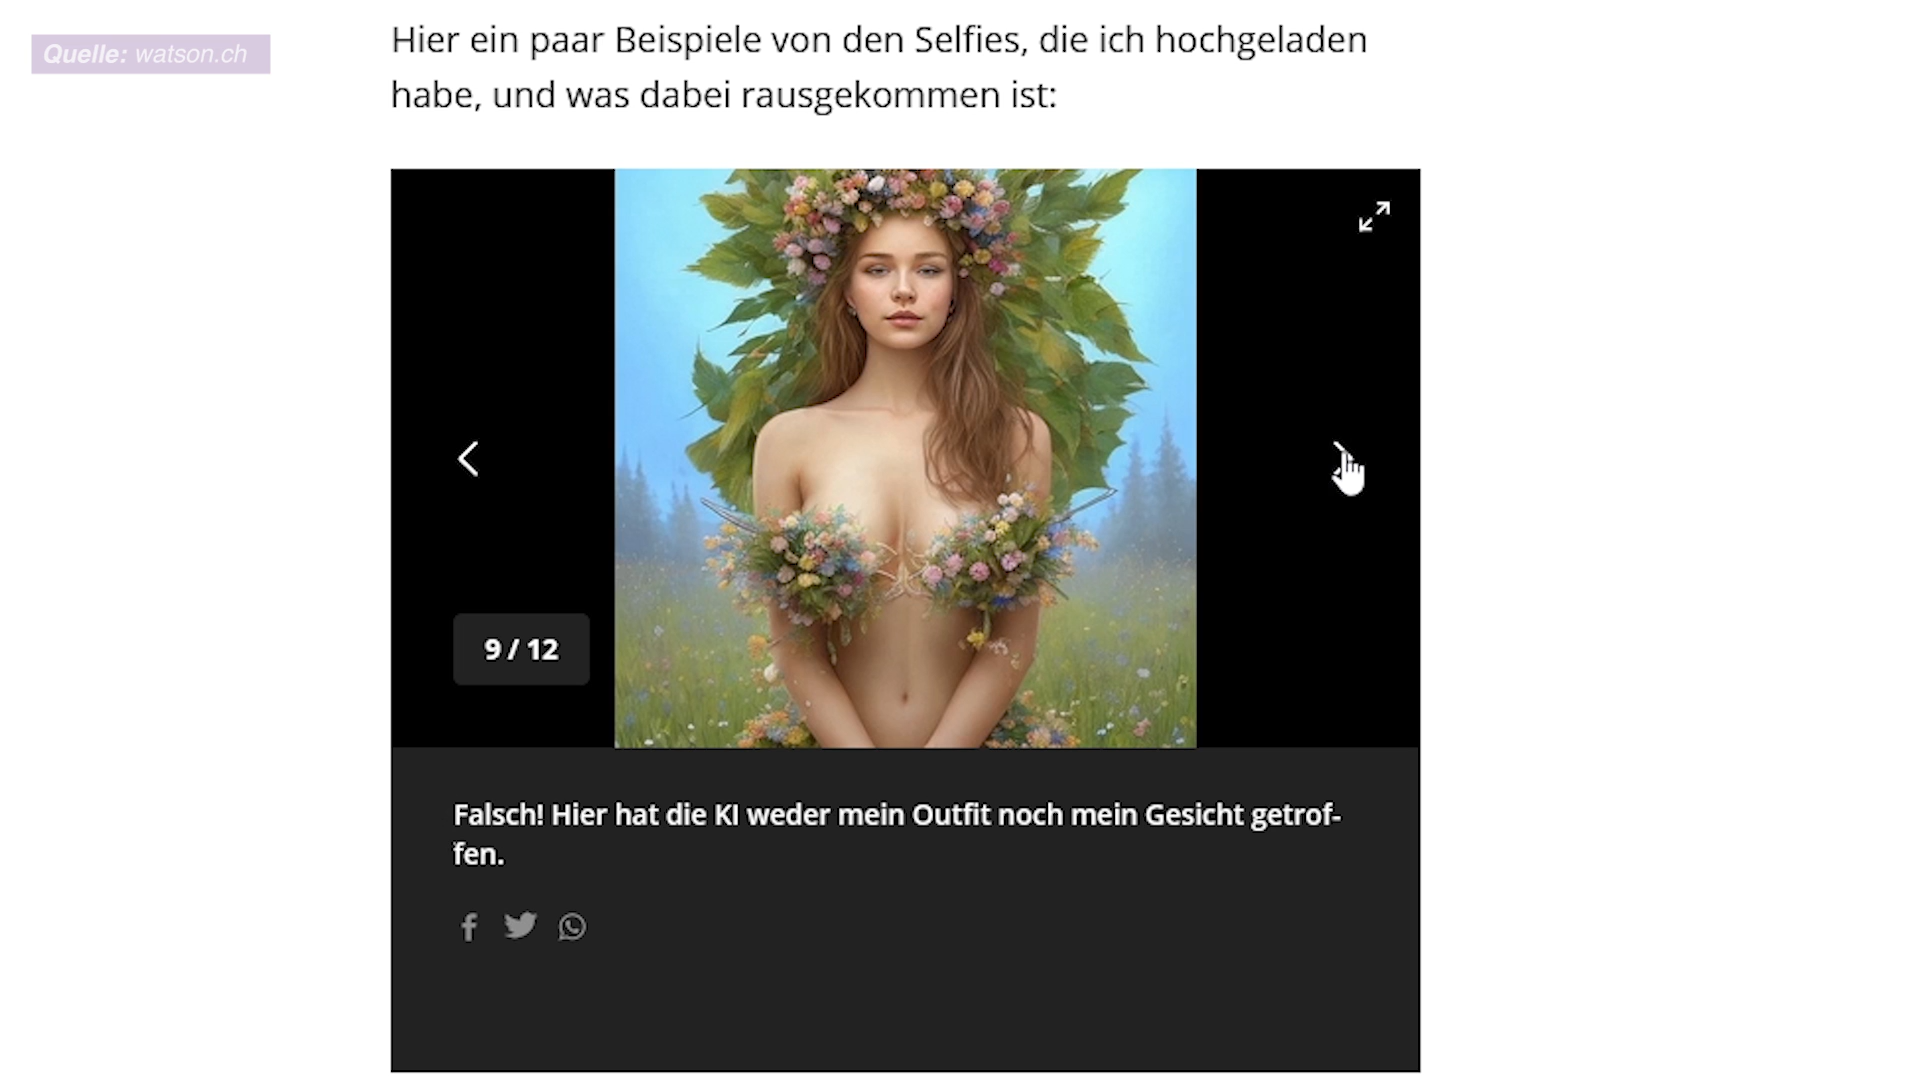 Quelle: watson.ch
Hier ein paar Beispiele von den Selfies, die ich hochgeladen
habe, und was dabei rausgekommen ist:
9 / 12
Falsch! Hier hat die KI weder mein Outfit noch mein Gesicht getrof-
fen.